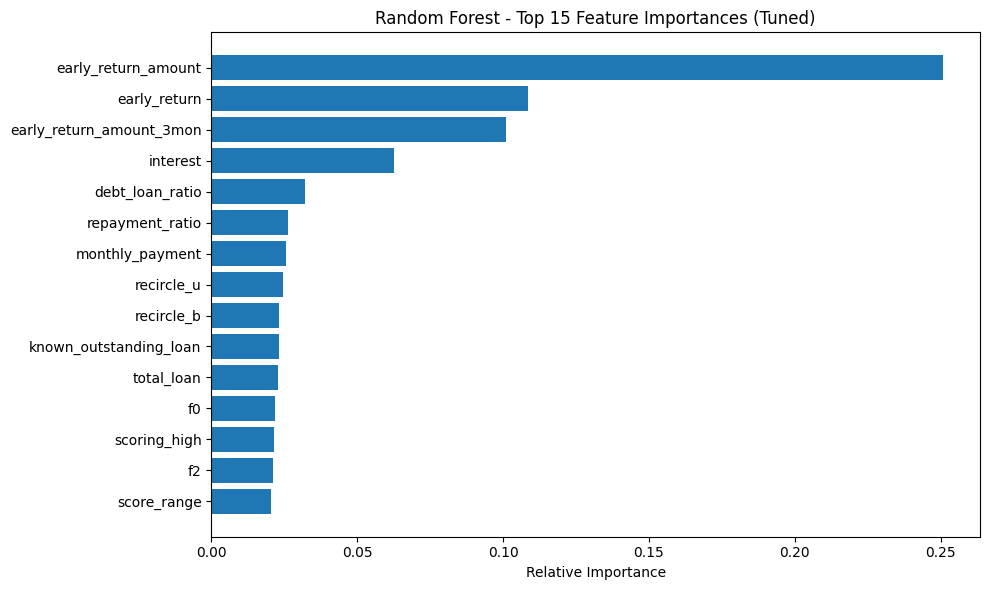 Random Forest - Top 15 Feature Importances (Tuned)
early_return_amount
early_return
early_return_amount_3mon
interest
debt_loan_ratio
repayment_ratio
monthly_payment
recircle_u
recircle_b
known_outstanding_loan
total_loan
f0
scoring_high
f2
score_range
0.00 0.05 0.10 0.15 0.20 0.25
Relative Importance